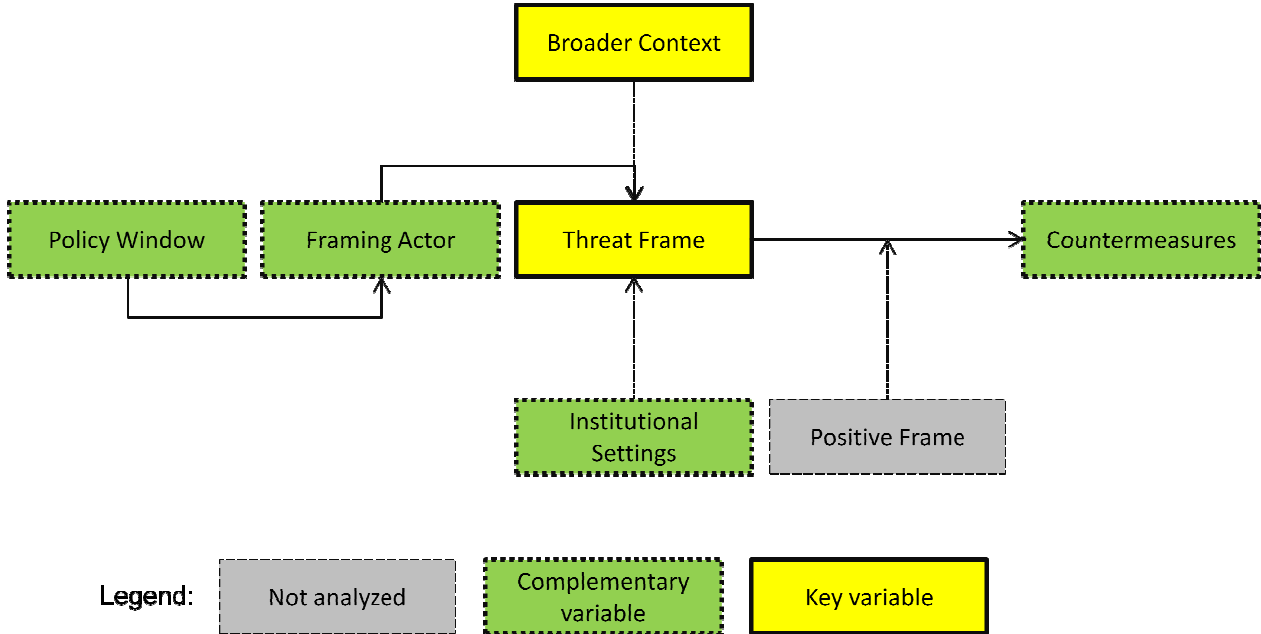 Broader Context
Policy Window
Framing Actor
Threat Frame
Countermeasures
Institutional
Settings
Positive Frame
Legend:
Not analyzed
Complementary
variable
Key variable